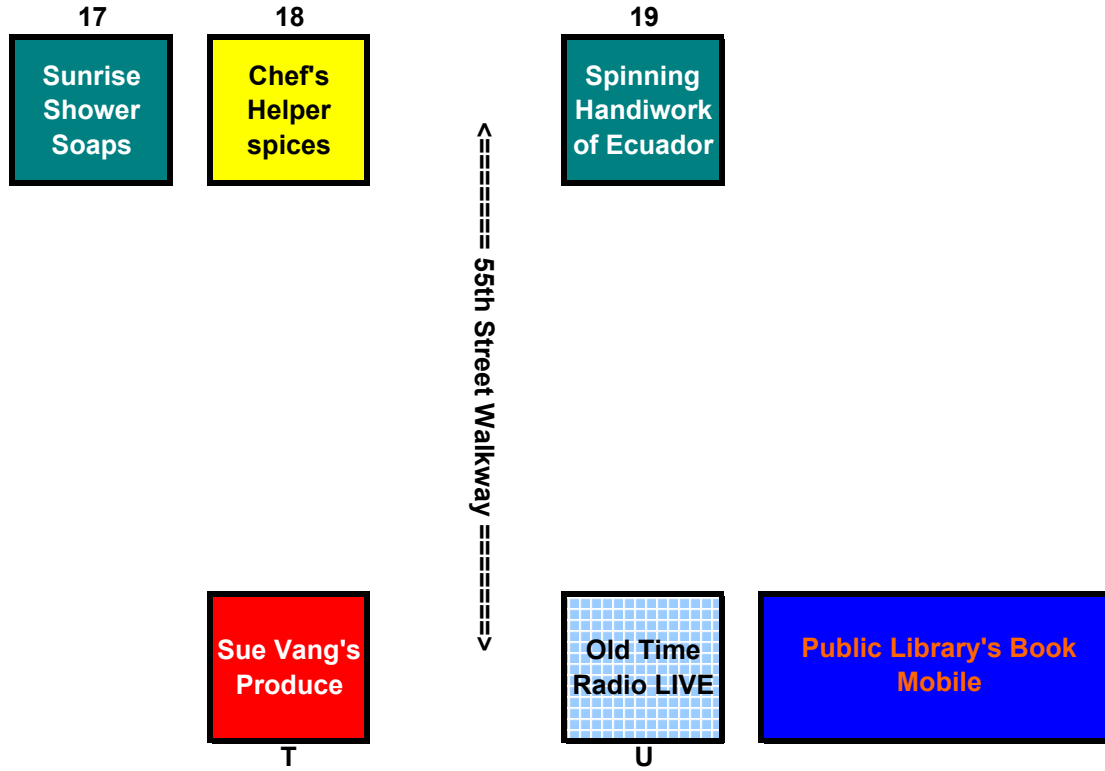 17
18
19
Sunrise
Shower
Soaps
Chef's
Helper
spices
Spinning
Handiwork
of Ecuador
<======== 55th Street Walkway =======>
Sue Vang's
Produce
Old Time
Radio LIVE
Public Library's Book
Mobile
T
U